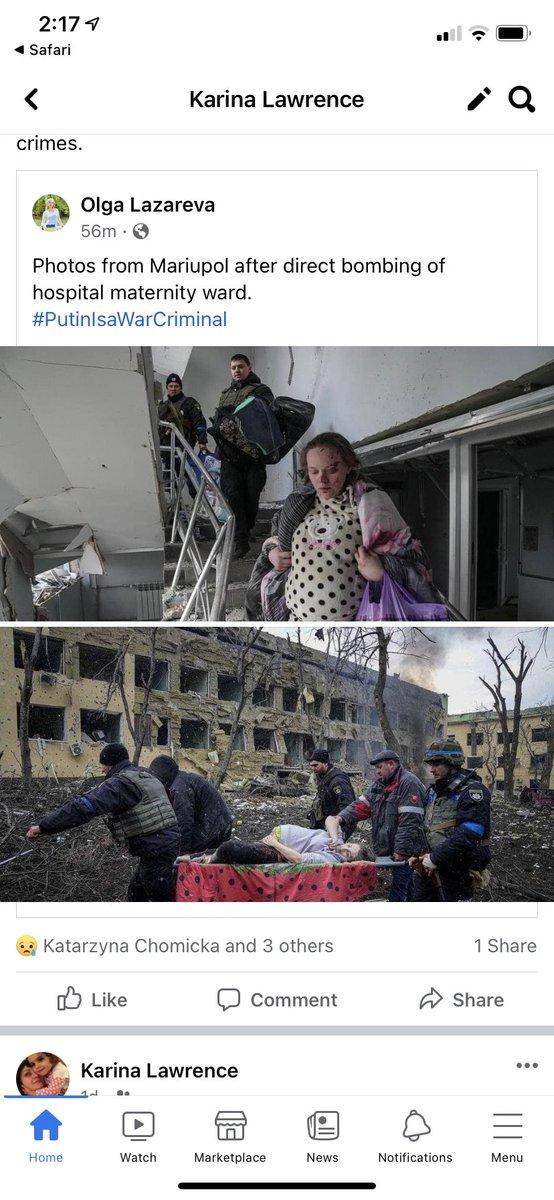 2:17
Safari
Karina Lawrence
crimes.
Olga Lazareva
56m ·
Photos from Mariupol after direct bombing of
hospital maternity ward.
#PutinIsaWarCriminal
Katarzyna Chomicka and 3 others
1 Share
Like
Comment
Share
Karina Lawrence
1d ·
Home
Watch
Marketplace
News
Notifications
Menu